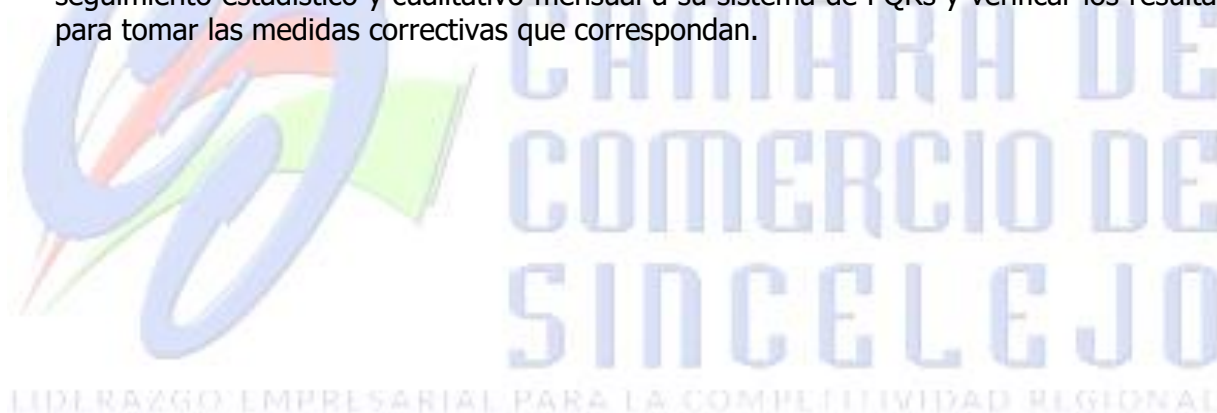 seguimiento estadístico y cualitativo mensual a su sistema de PQRs y verificar los resulta
para tomar las medidas correctivas que correspondan.
CAMARA DE
COMERCIO DE
SINCELEJO
LIDERAZGO EMPRESARIAL PARA LA COMPETITIVIDAD REGIONAL